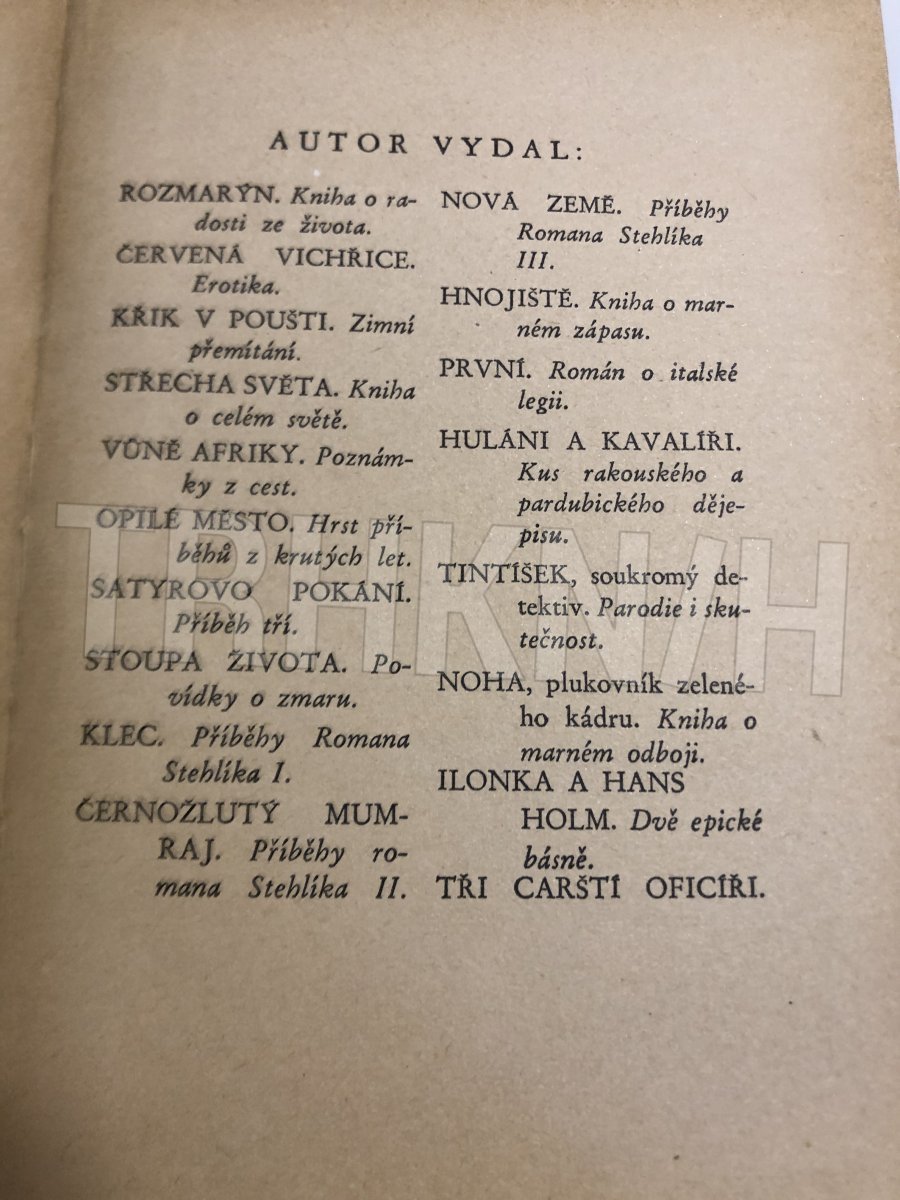 AUTOR VYDAL:
ROZMARÝN. Kniha o ra-
dosti ze života.
ČERVENÁ VICHŘICE.
Erotika.
KŘIK V POUŠTI. Zimní
přemítání.
STŘECHA SVĚTA. Kniha
o celém světě.
VŮNĚ AFRIKY. Poznám-
ky z cest.
OPILÉ MĚSTO. Hrst pří-
běhů z krutých let.
SATYROVO POKÁNÍ.
Příběh tří.
STOUPA ŽIVOTA. Po-
vídky o zmaru.
KLEC. Příběhy Romana
Stehlíka I.
ČERNOŽLUTÝ MUM-
RAJ. Příběhy ro-
mana Stehlíka II.
NOVÁ ZEMĚ. Příběhy
Romana Stehlíka
III.
HNOJIŠTĚ. Kniha o mar-
ném zápasu.
PRVNÍ. Román o italské
legii.
HULÁNI A KAVALÍŘI.
Kus rakouského a
pardubického děje-
pisu.
TINTÍŠEK, soukromý de-
tektiv. Parodie i sku-
tečnost.
NOHA, plukovník zelené-
ho kádru. Kniha o
marném odboji.
ILONKA A HANS
HOLM. Dvě epické
básně.
TŘI CARŠTÍ OFICÍŘI.
TRHKNIH